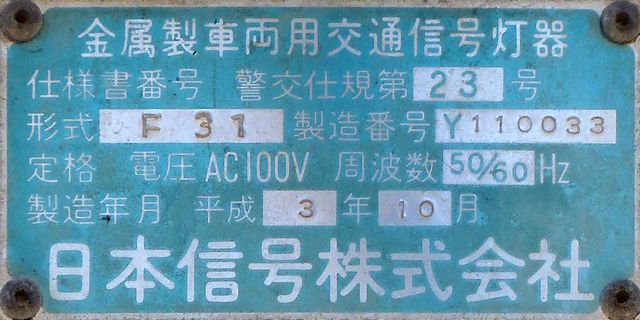 金属製車両用交通信号灯器
仕様書番号 警交仕規第 23 号
形式 F 31 製造番号 Y110033
定格 電圧 AC100V 周波数 50/60 Hz
製造年月 平成 3 年 10 月
日本信号株式会社